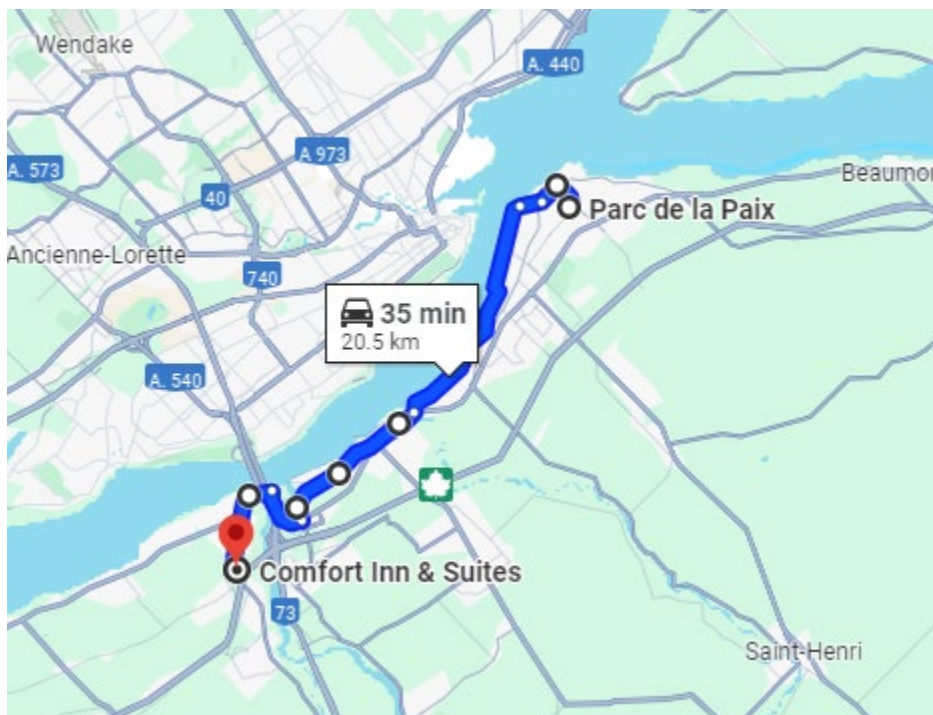 Wendake
A. 440
A 973
A. 573
40
Beaumon
Parc de la Paix
Ancienne-Lorette
740
35 min
20.5 km
A. 540
Comfort Inn & Suites
73
Saint-Henri